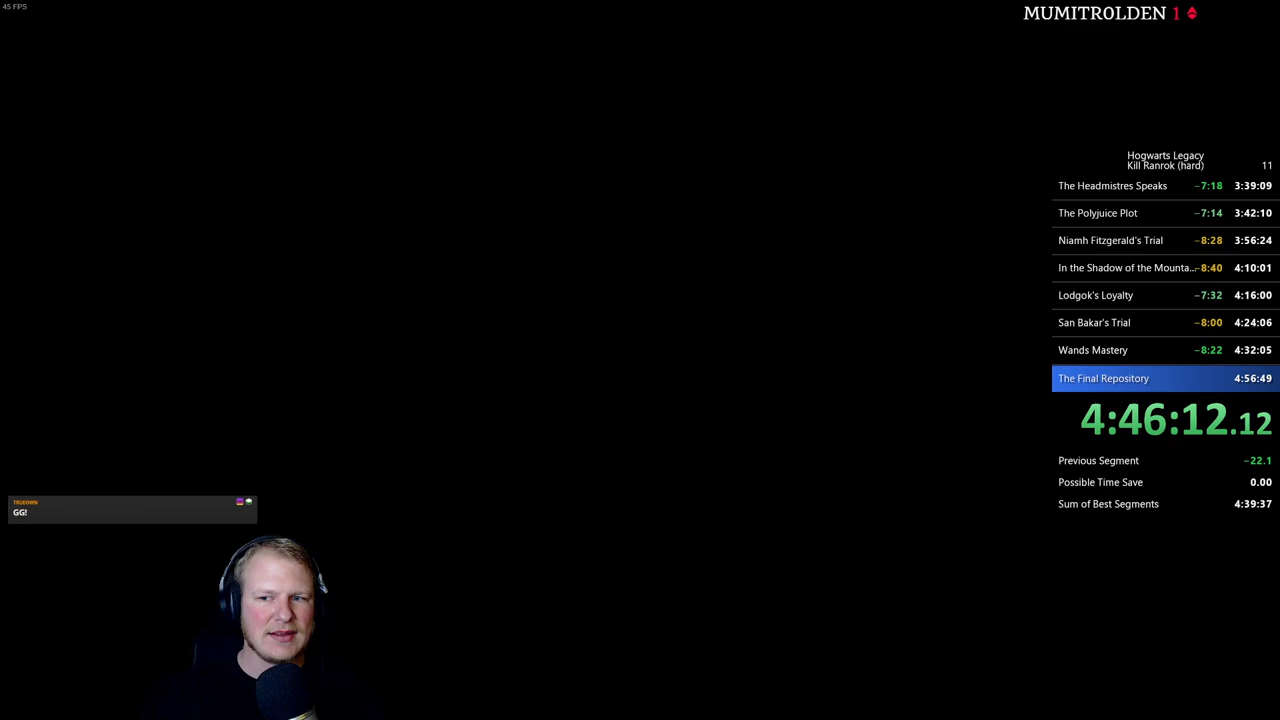 45 FPS
MUMITROLDEN 1
Hogwarts Legacy
Kill Ranrok (hard) 11
The Headmistres Speaks −7:18 3:39:09
The Polyjuice Plot −7:14 3:42:10
Niamh Fitzgerald's Trial −8:28 3:56:24
In the Shadow of the Mounta... −8:40 4:10:01
Lodgok's Loyalty −7:32 4:16:00
San Bakar's Trial −8:00 4:24:06
Wands Mastery −8:22 4:32:05
The Final Repository 4:56:49
4:46:12.12
Previous Segment −22.1
Possible Time Save 0.00
Sum of Best Segments 4:39:37
TRUEOWN
GG!